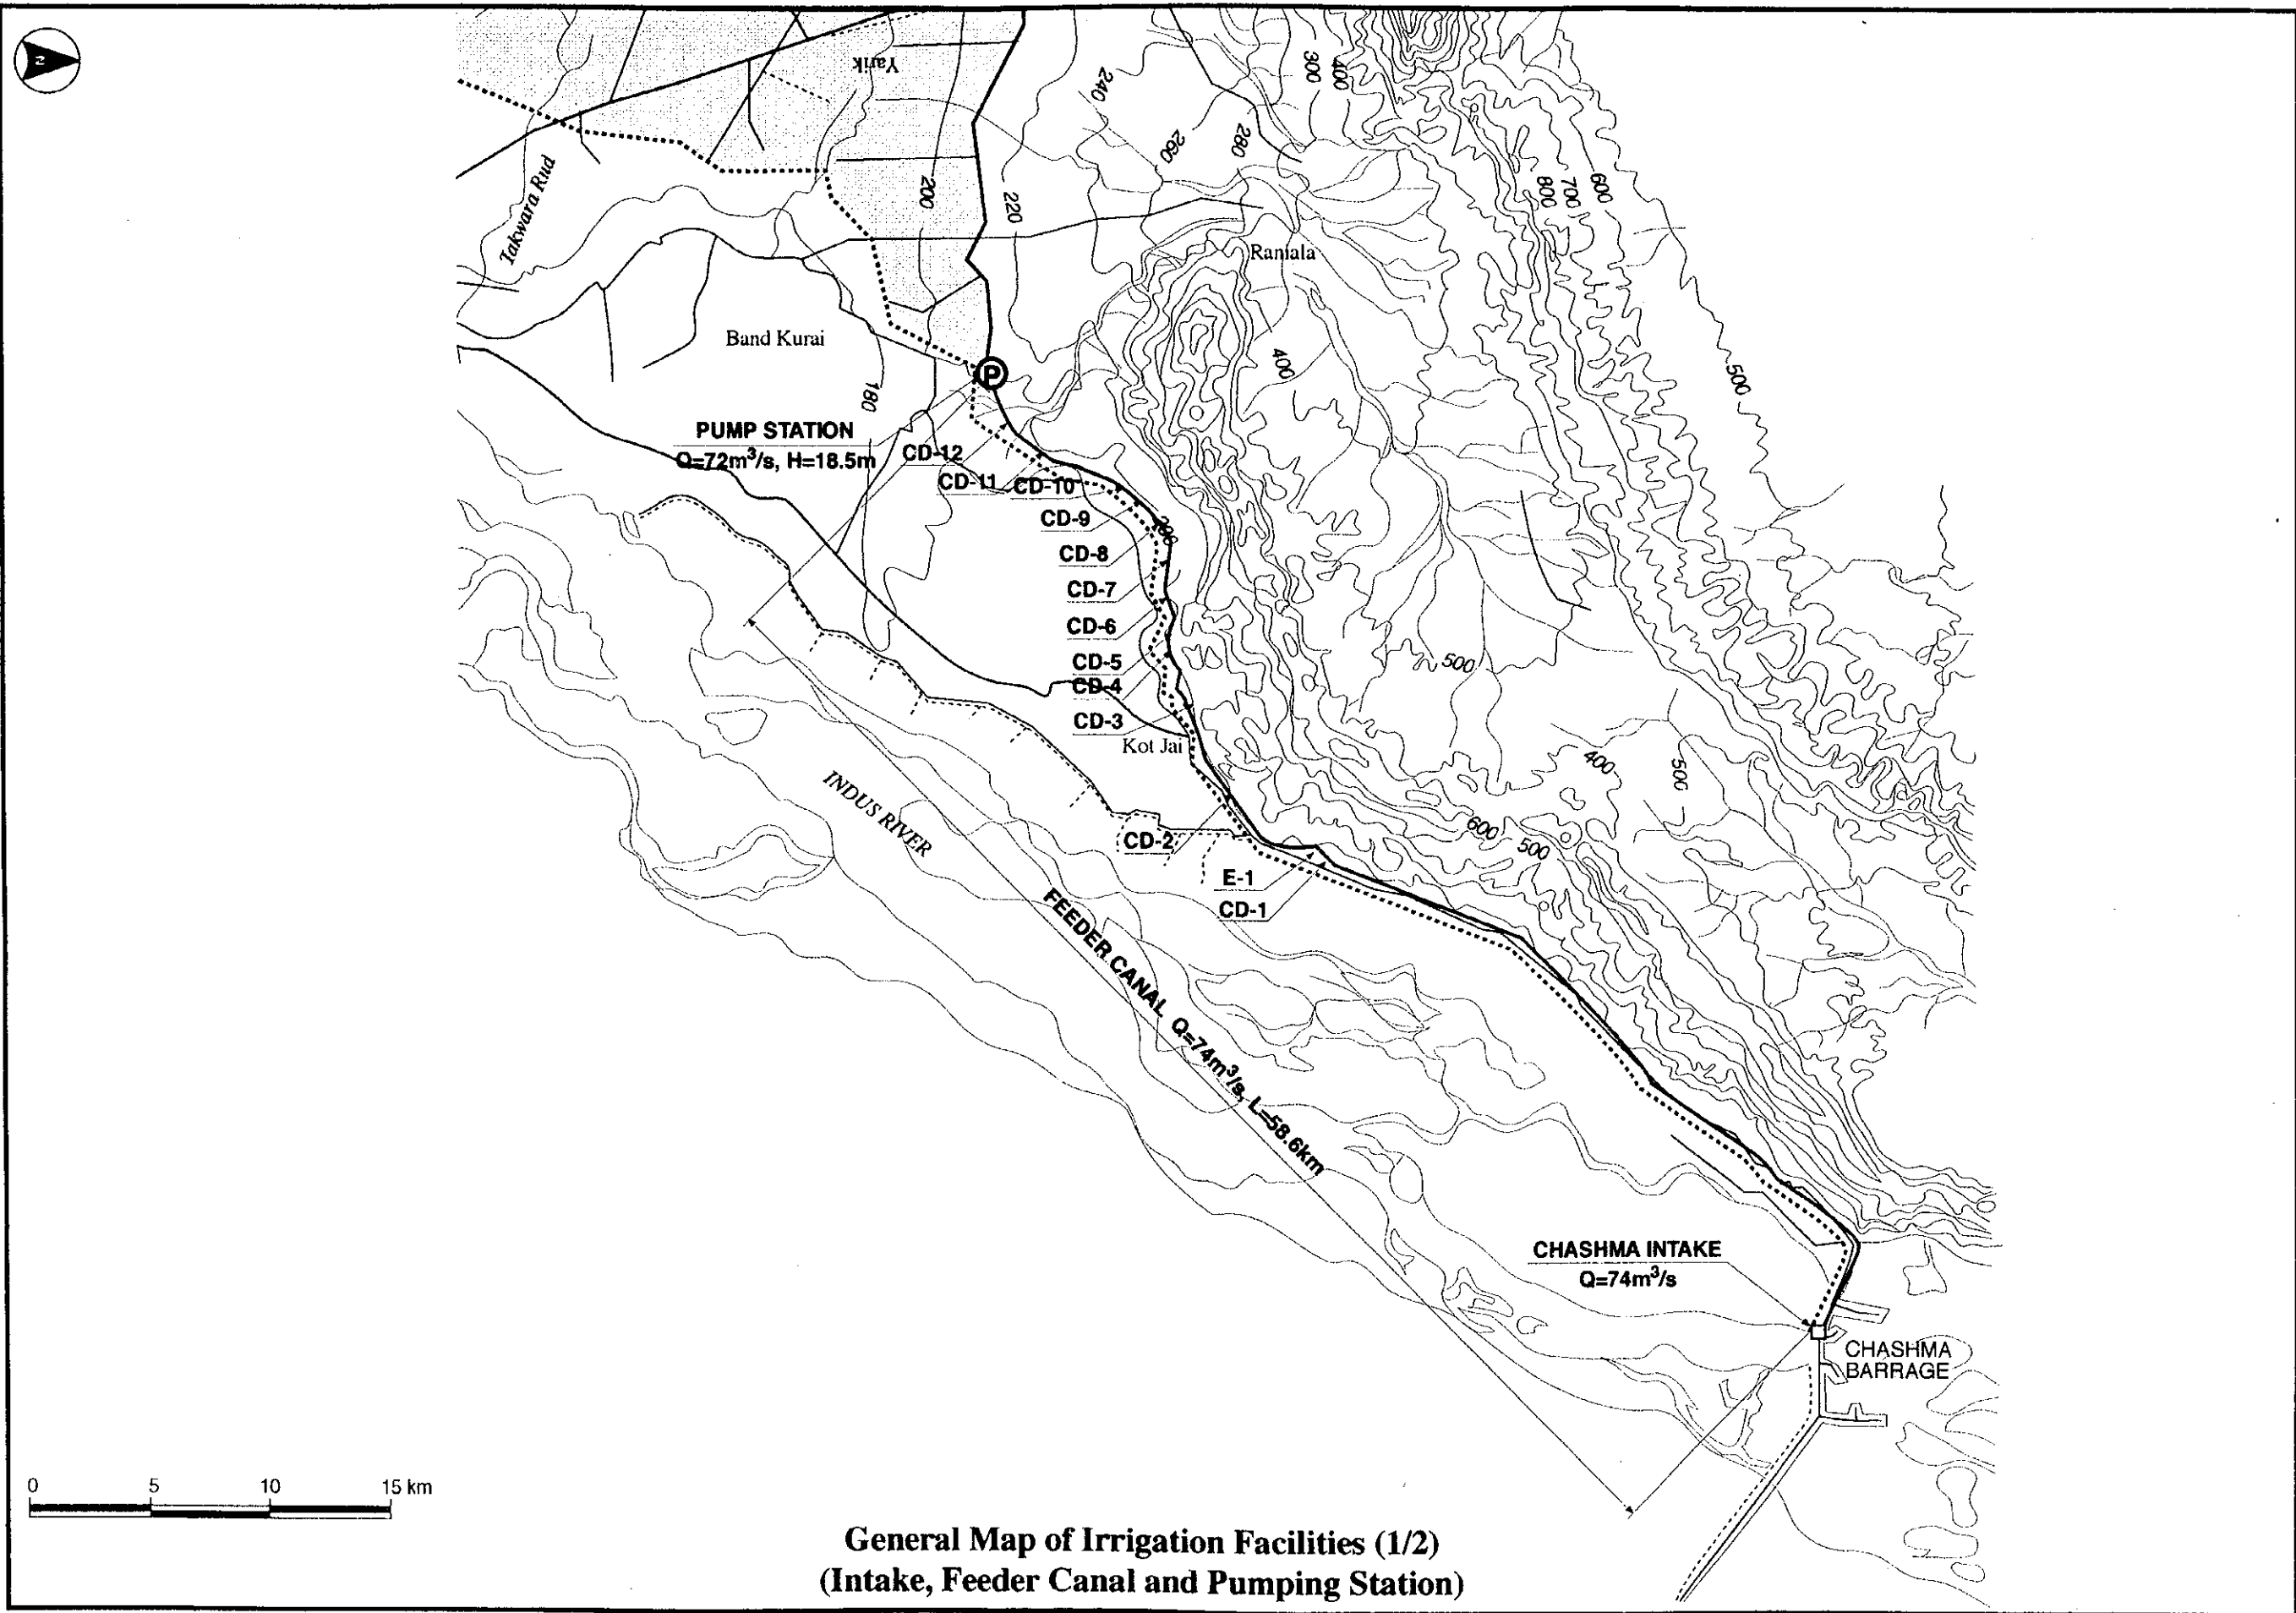 N
Yarik
300
400
240
260
280
800
700
600
Takwara Rud
200
220
Raniala
Band Kurai
400
500
180
PUMP STATION
Q=72m³/s, H=18.5m
P
CD-12
CD-11
CD-10
CD-9
200
CD-8
CD-7
CD-6
CD-5
CD-4
CD-3
500
Kot Jai
400
500
INDUS RIVER
CD-2
600
500
E-1
CD-1
FEEDER CANAL Q=74m³/s, L=58.6km
CHASHMA INTAKE
Q=74m³/s
CHASHMA
BARRAGE
0 5 10 15 km
General Map of Irrigation Facilities (1/2)
(Intake, Feeder Canal and Pumping Station)